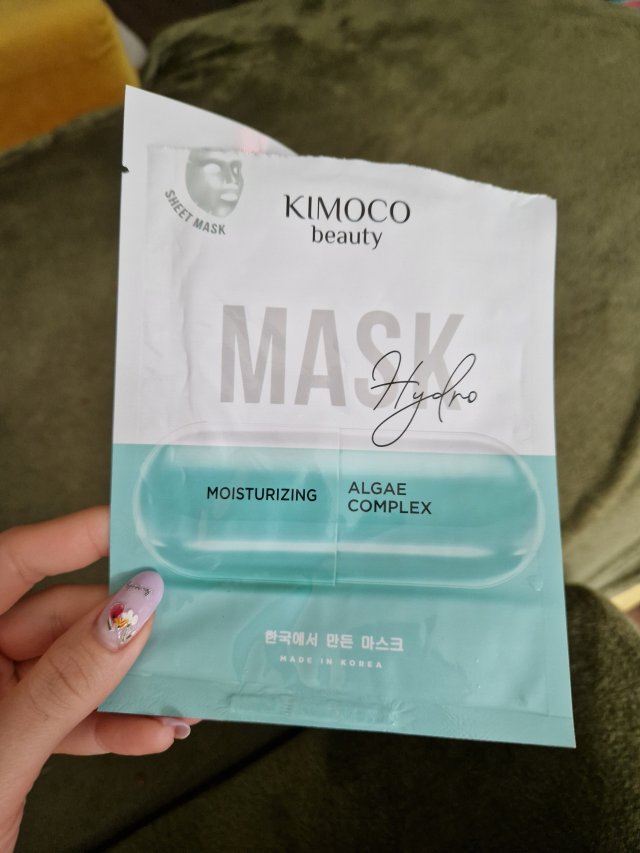 SHEET MASK
KIMOCO
beauty
MASK
Hydro
MOISTURIZING
ALGAE
COMPLEX
한국에서 만든 마스크
MADE IN KOREA